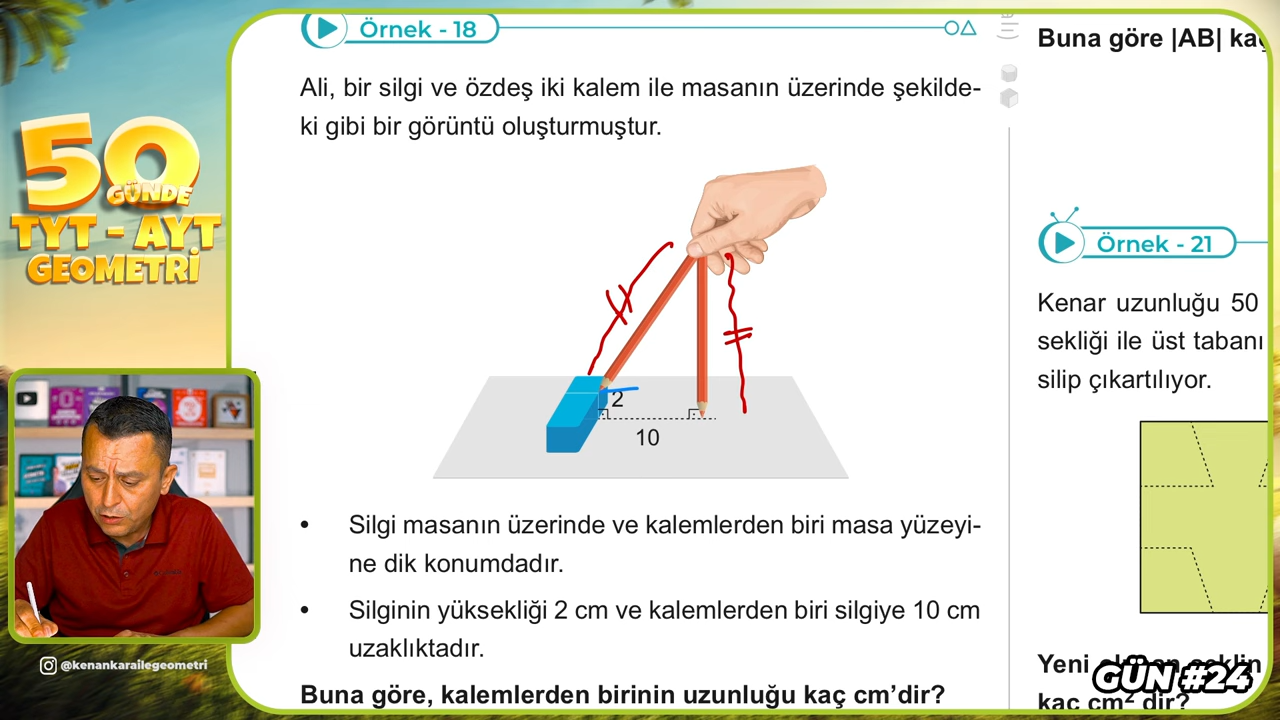 50
GÜNDE
TYT - AYT
GEOMETRİ
@kenankarailegeometri
Örnek - 18
Ali, bir silgi ve özdeş iki kalem ile masanın üzerinde şekilde-
ki gibi bir görüntü oluşturmuştur.
2
10
• Silgi masanın üzerinde ve kalemlerden biri masa yüzeyi-
ne dik konumdadır.
• Silginin yüksekliği 2 cm ve kalemlerden biri silgiye 10 cm
uzaklıktadır.
Buna göre, kalemlerden birinin uzunluğu kaç cm'dir?
Buna göre |AB| kaç
Örnek - 21
Kenar uzunluğu 50
sekliği ile üst tabanı
silip çıkartılıyor.
Yeni
kaç cm² dir?
GÜN #24